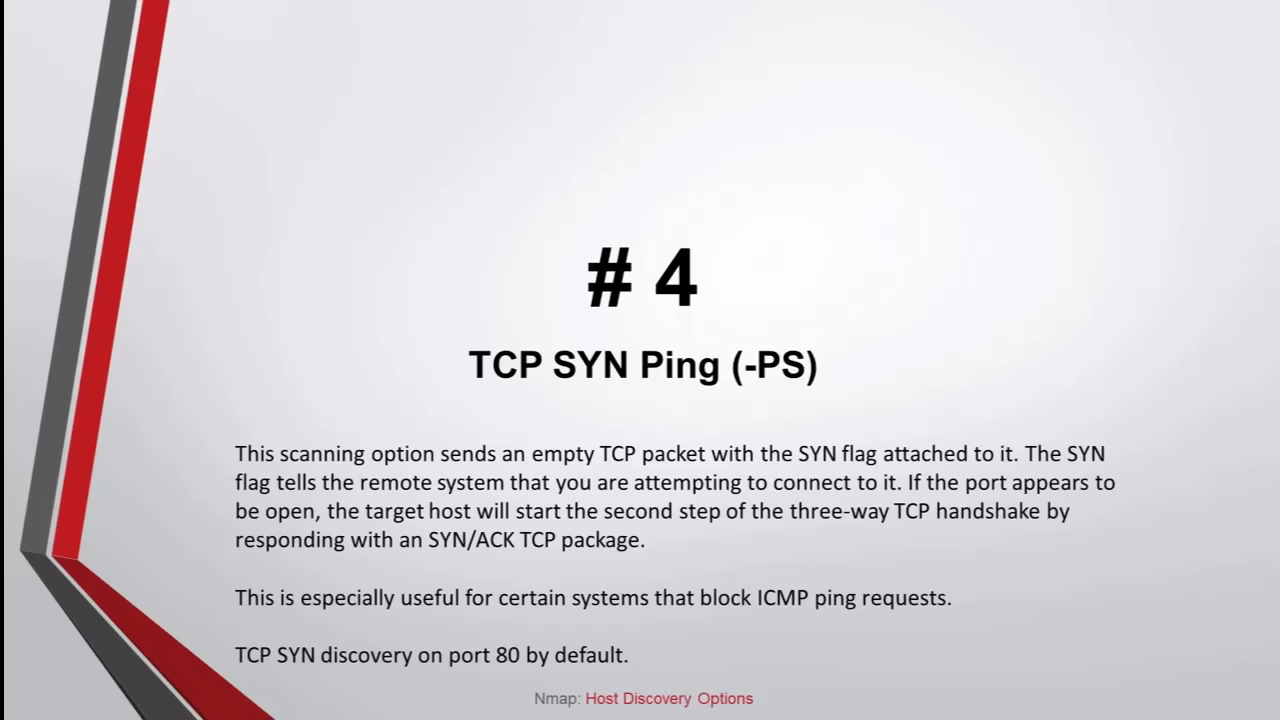 # 4
TCP SYN Ping (-PS)
This scanning option sends an empty TCP packet with the SYN flag attached to it. The SYN
flag tells the remote system that you are attempting to connect to it. If the port appears to
be open, the target host will start the second step of the three-way TCP handshake by
responding with an SYN/ACK TCP package.
This is especially useful for certain systems that block ICMP ping requests.
TCP SYN discovery on port 80 by default.
Nmap: Host Discovery Options